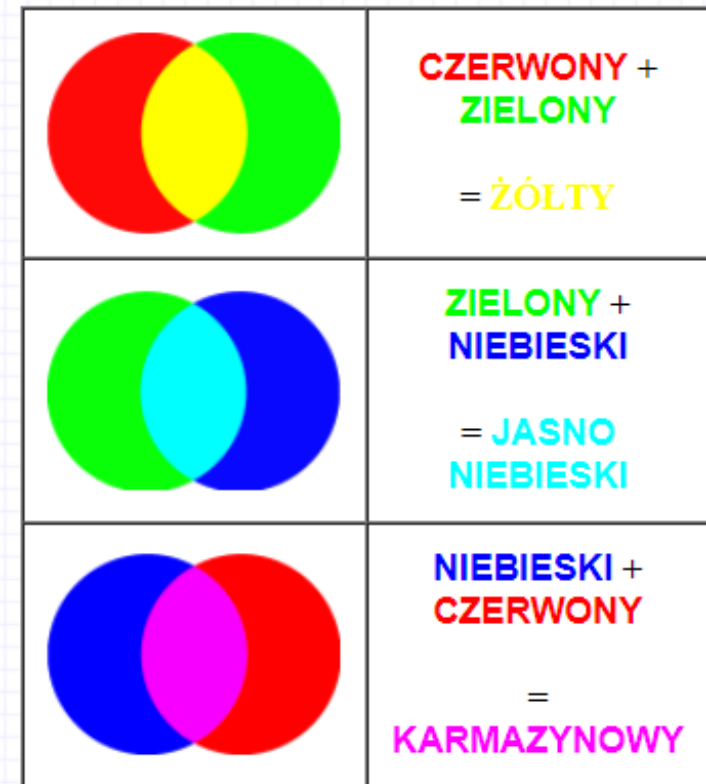 CZERWONY +
ZIELONY
= ŻÓŁTY
ZIELONY +
NIEBIESKI
= JASNO
NIEBIESKI
NIEBIESKI +
CZERWONY
=
KARMAZYNOWY